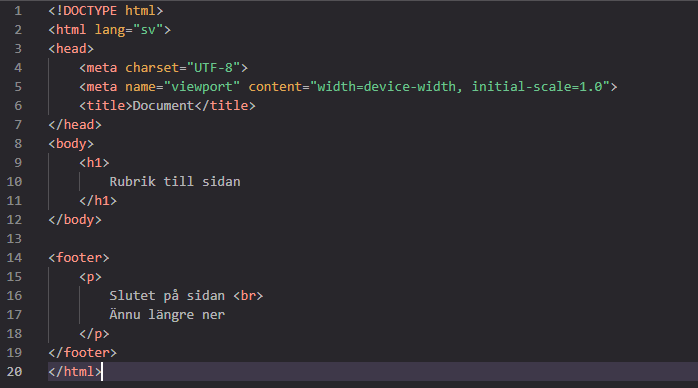 1 <!DOCTYPE html>
2 <html lang="sv">
3 <head>
4     <meta charset="UTF-8">
5     <meta name="viewport" content="width=device-width, initial-scale=1.0">
6     <title>Document</title>
7 </head>
8 <body>
9     <h1>
10         Rubrik till sidan
11     </h1>
12 </body>
13
14 <footer>
15     <p>
16         Slutet på sidan <br>
17         Ännu längre ner
18     </p>
19 </footer>
20 </html>